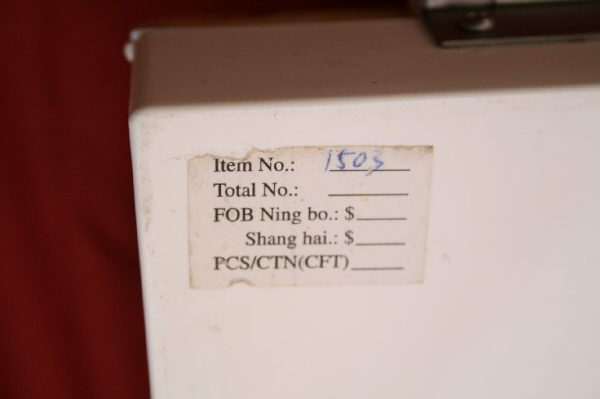 Item No.: 1503
Total No.:
FOB Ning bo.: $
Shang hai.: $
PCS/CTN(CFT)